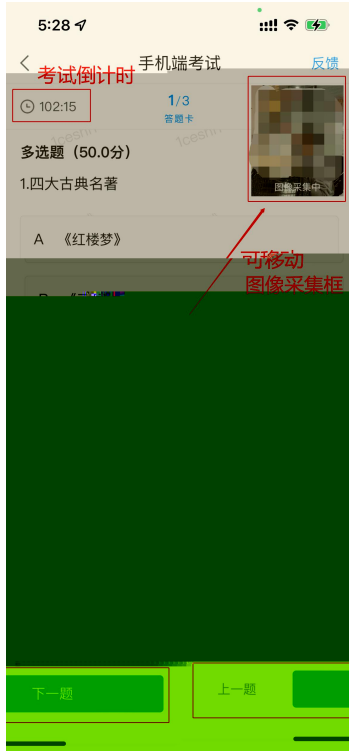 5:28
手机端考试
反馈
考试倒计时
102:15
1/3
答题卡
图像采集中
多选题（50.0分）
1.四大古典名著
A 《红楼梦》
可移动
图像采集框
下一题
上一题